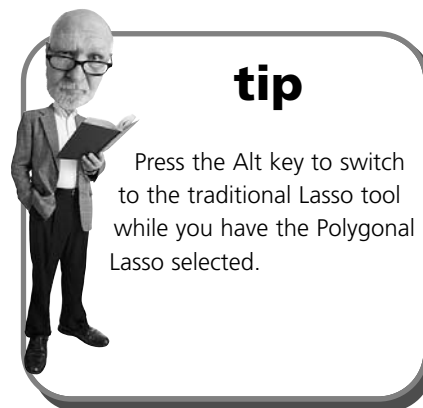 tip
Press the Alt key to switch
to the traditional Lasso tool
while you have the Polygonal
Lasso selected.